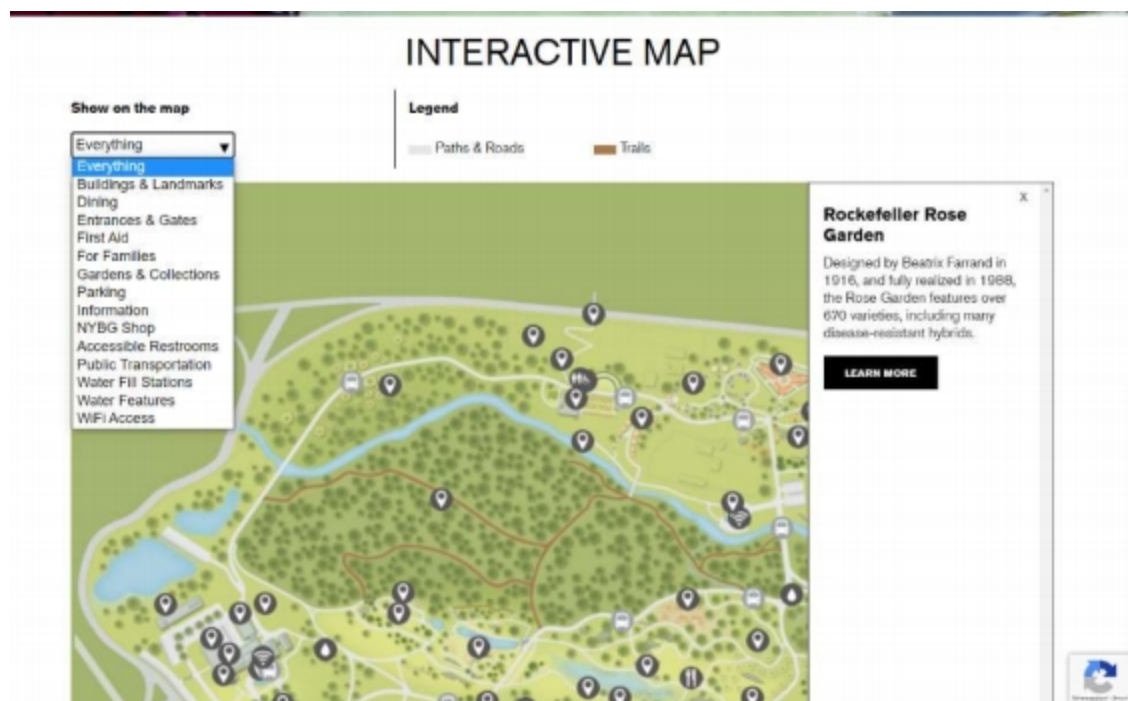 INTERACTIVE MAP
Show on the map
Everything
Everything
Buildings & Landmarks
Dining
Entrances & Gates
First Aid
For Families
Gardens & Collections
Parking
Information
NYBG Shop
Accessible Restrooms
Public Transportation
Water Fill Stations
Water Features
WiFi Access
Legend
Paths & Roads
Trails
X
Rockefeller Rose
Garden
Designed by Beatrix Farrand in
1916, and fully realized in 1988,
the Rose Garden features over
670 varieties, including many
disease-resistant hybrids.
LEARN MORE